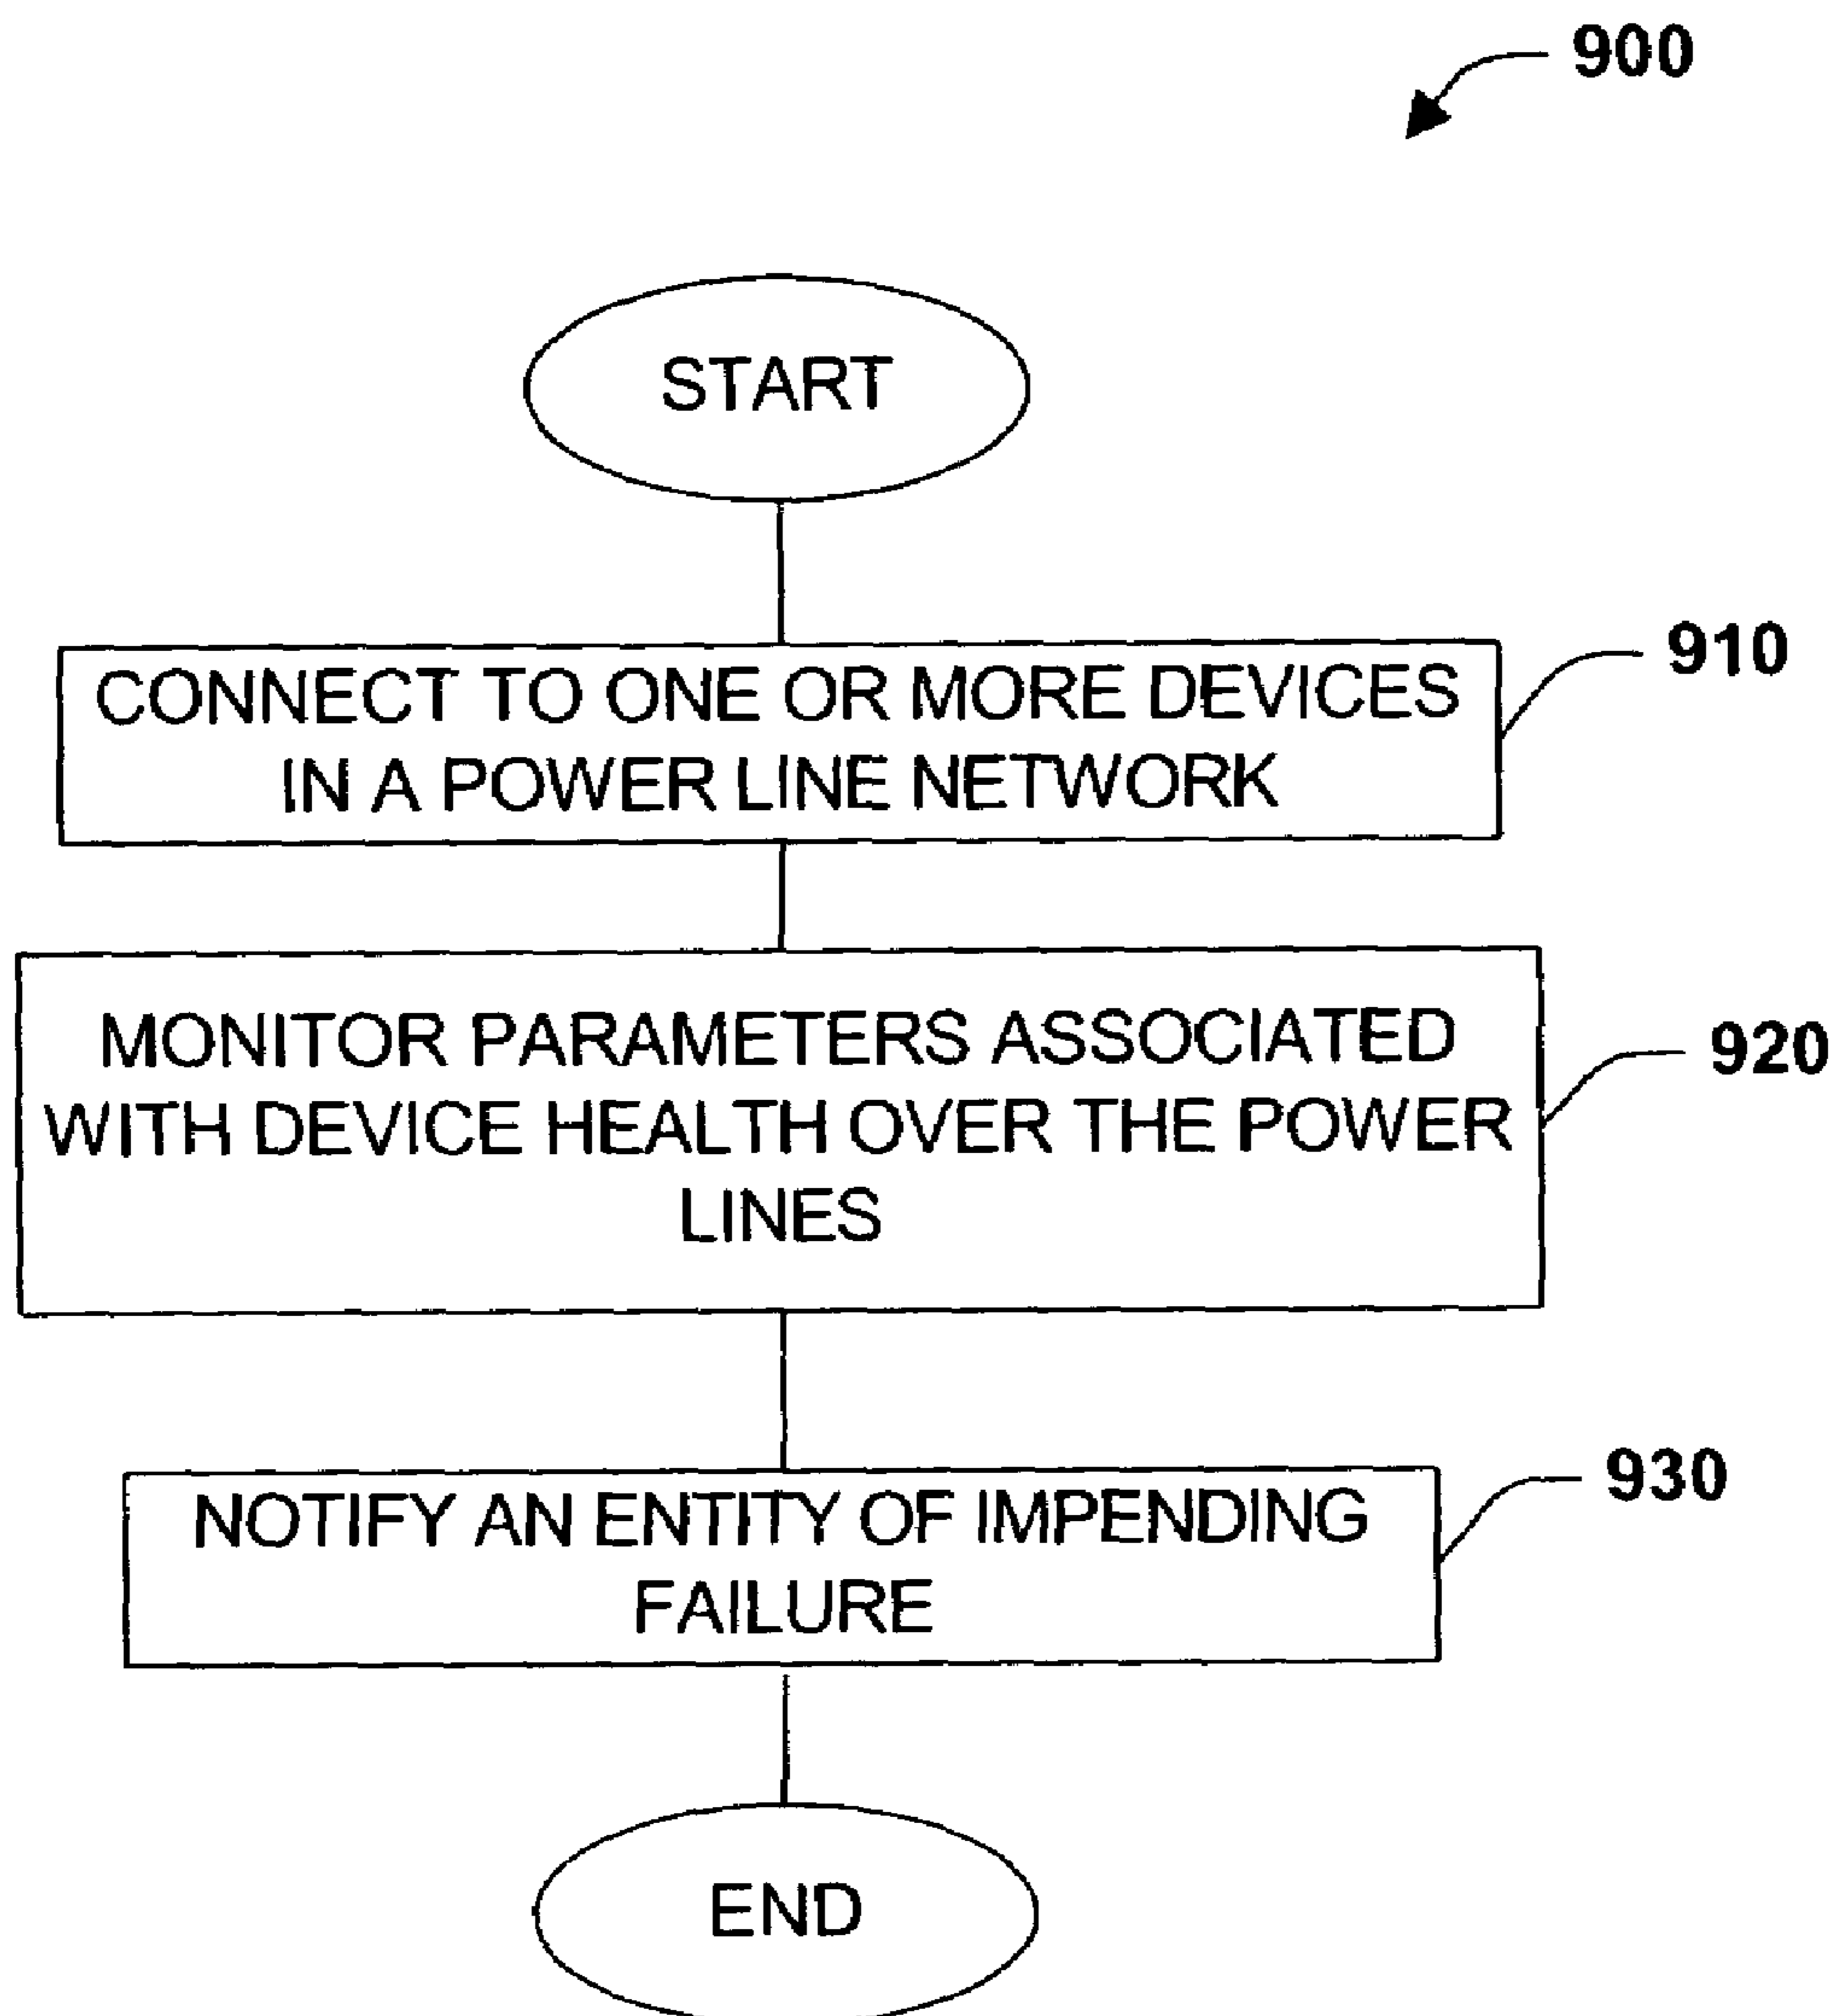 900
START
CONNECT TO ONE OR MORE DEVICES
IN A POWER LINE NETWORK
910
MONITOR PARAMETERS ASSOCIATED
WITH DEVICE HEALTH OVER THE POWER
LINES
920
NOTIFY AN ENTITY OF IMPENDING
FAILURE
930
END